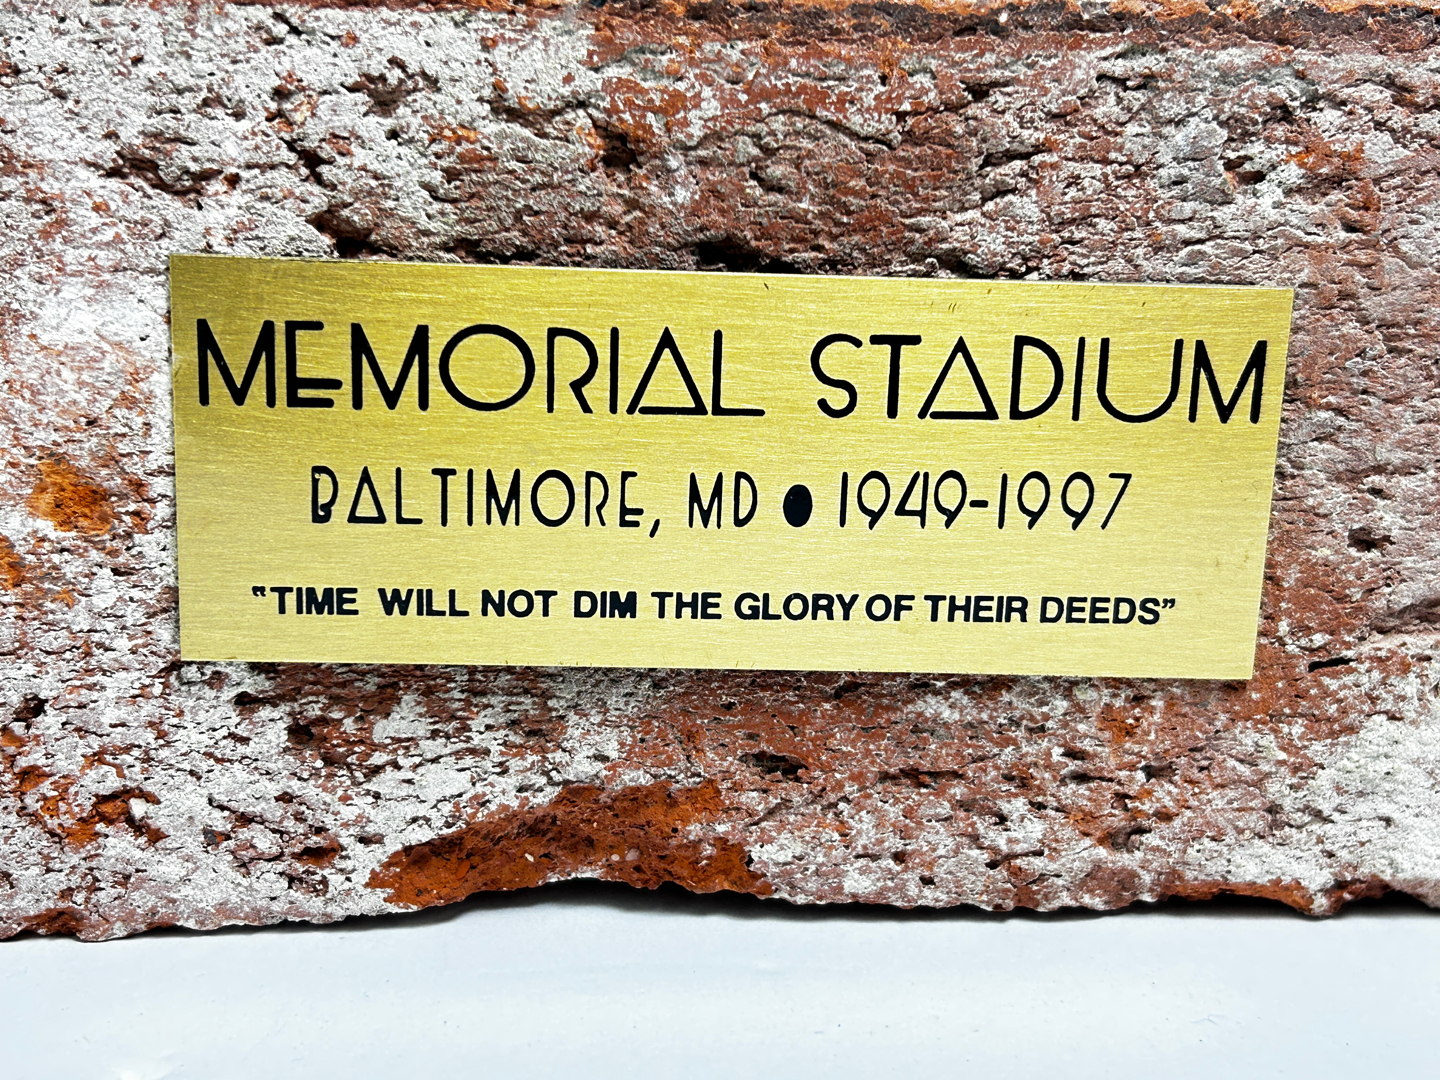 MEMORIAL STADIUM
BALTIMORE, MD ● 1949-1997
"TIME WILL NOT DIM THE GLORY OF THEIR DEEDS"